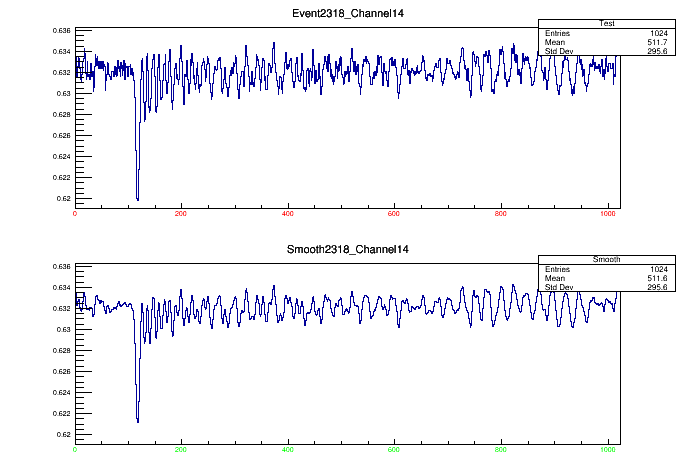 Event2318_Channel14
Test
Entries 1024
Mean 511.7
Std Dev 295.6
0.636
0.634
0.632
0.63
0.628
0.626
0.624
0.622
0.62
0 200 400 600 800 1000
Smooth2318_Channel14
Smooth
Entries 1024
Mean 511.6
Std Dev 295.6
0.636
0.634
0.632
0.63
0.628
0.626
0.624
0.622
0.62
0 200 400 600 800 1000